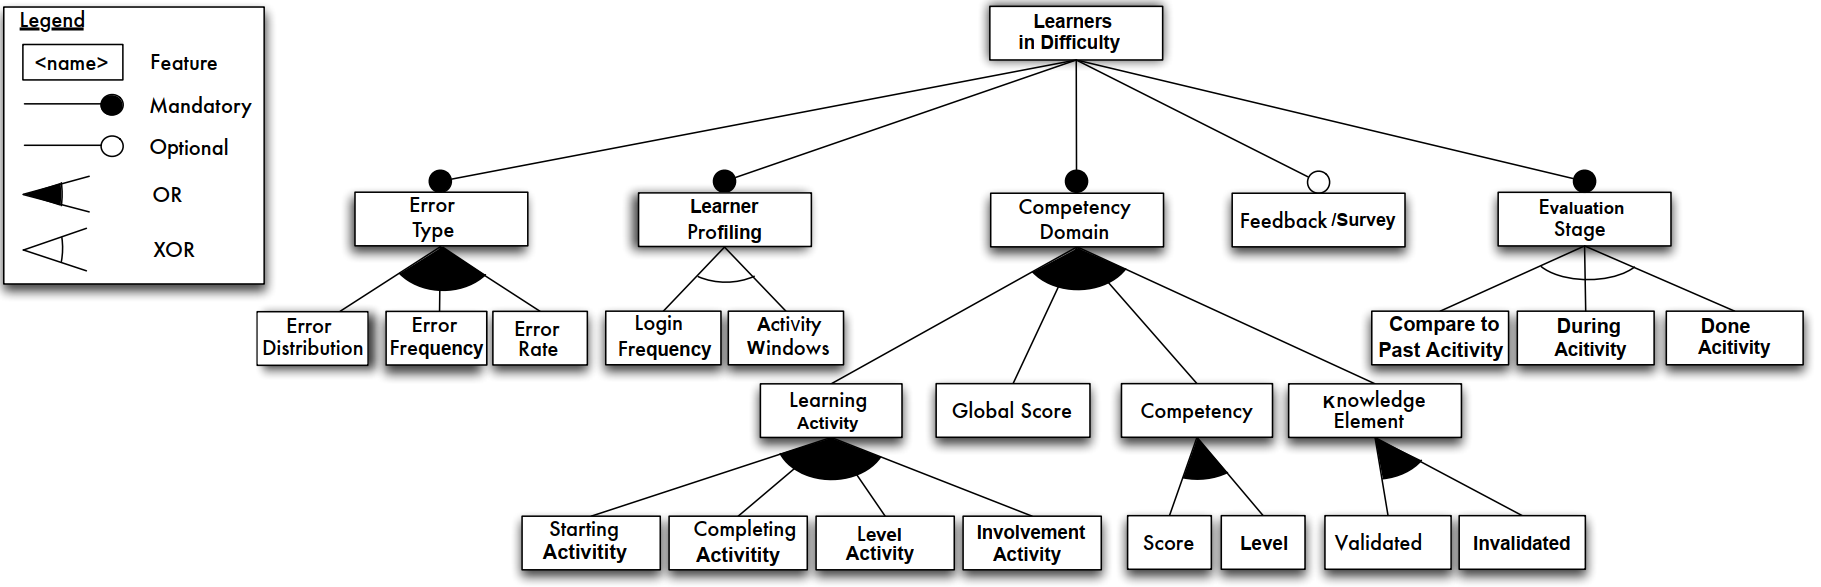 Legend
<name>
Feature
Mandatory
Optional
OR
XOR
Learners
in Difficulty
Error
Type
Learner
Profiling
Competency
Domain
Feedback /Survey
Evaluation
Stage
Error
Distribution
Error
Frequency
Error
Rate
Login
Frequency
Activity
Windows
Compare to
Past Acitivity
During
Acitivity
Done
Acitivity
Learning
Activity
Global Score
Competency
Knowledge
Element
Starting
Activitity
Completing
Activitity
Level
Activity
Involvement
Activity
Score
Level
Validated
Invalidated